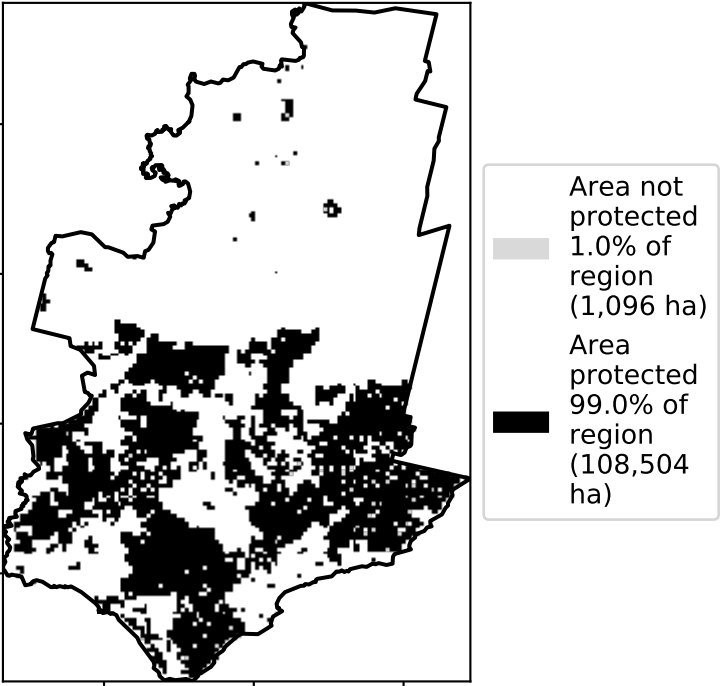 Area not
protected
1.0% of
region
(1,096 ha)
Area
protected
99.0% of
region
(108,504
ha)